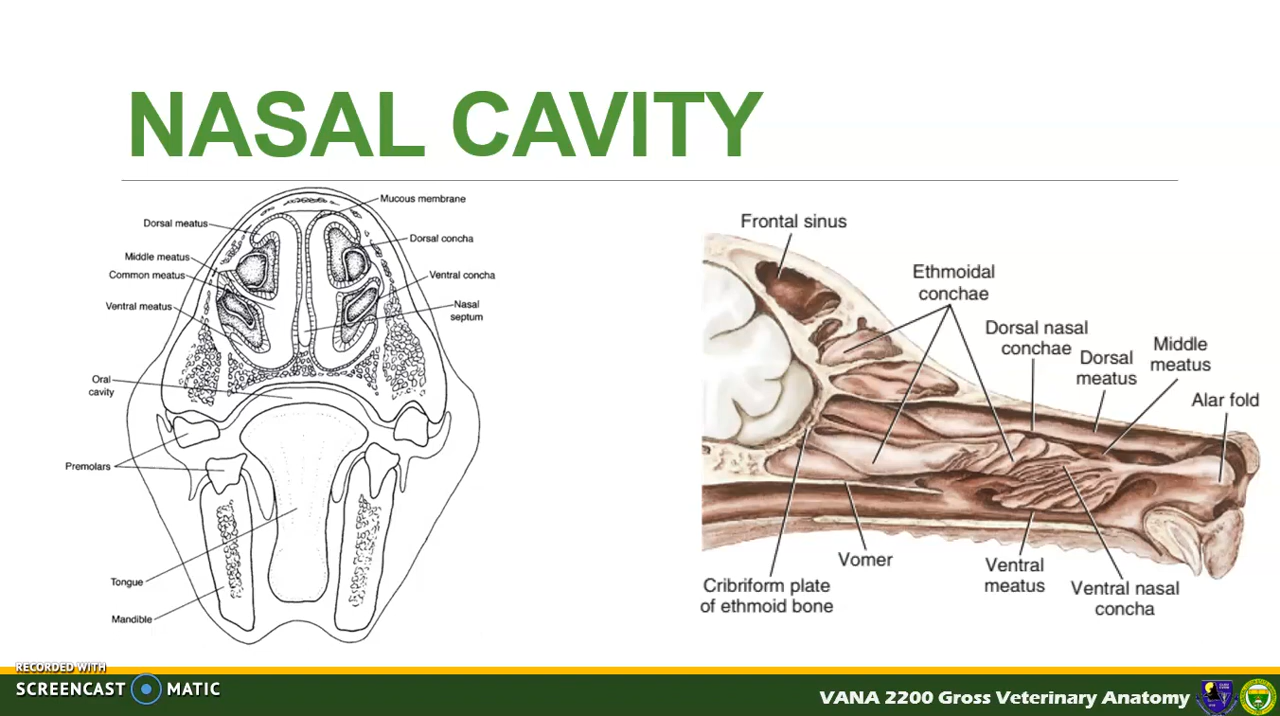 NASAL CAVITY
Mucous membrane
Dorsal meatus
Dorsal concha
Middle meatus
Common meatus
Ventral concha
Ventral meatus
Nasal
septum
Oral
cavity
Premolars
Tongue
Mandible
Frontal sinus
Ethmoidal
conchae
Dorsal nasal
conchae
Dorsal
meatus
Middle
meatus
Alar fold
Vomer
Cribriform plate
of ethmoid bone
Ventral
meatus
Ventral nasal
concha
RECORDED WITH
SCREENCAST MATIC
VANA 2200 Gross Veterinary Anatomy